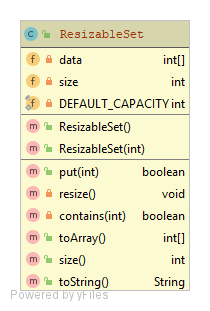 C ResizableSet
f data int[]
f size int
f DEFAULT_CAPACITY int
m ResizableSet()
m ResizableSet(int)
m put(int) boolean
m resize() void
m contains(int) boolean
m toArray() int[]
m size() int
m toString() String
Powered by yFiles